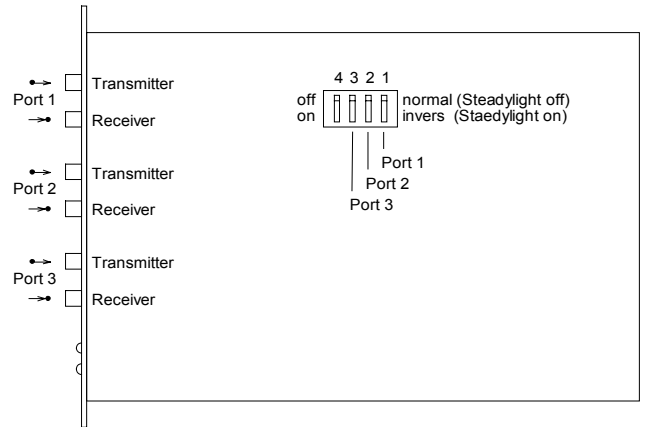 Transmitter
Port 1
Receiver
Transmitter
Port 2
Receiver
Transmitter
Port 3
Receiver
4 3 2 1
off normal (Steadylight off)
on invers (Staedylight on)
Port 1
Port 2
Port 3